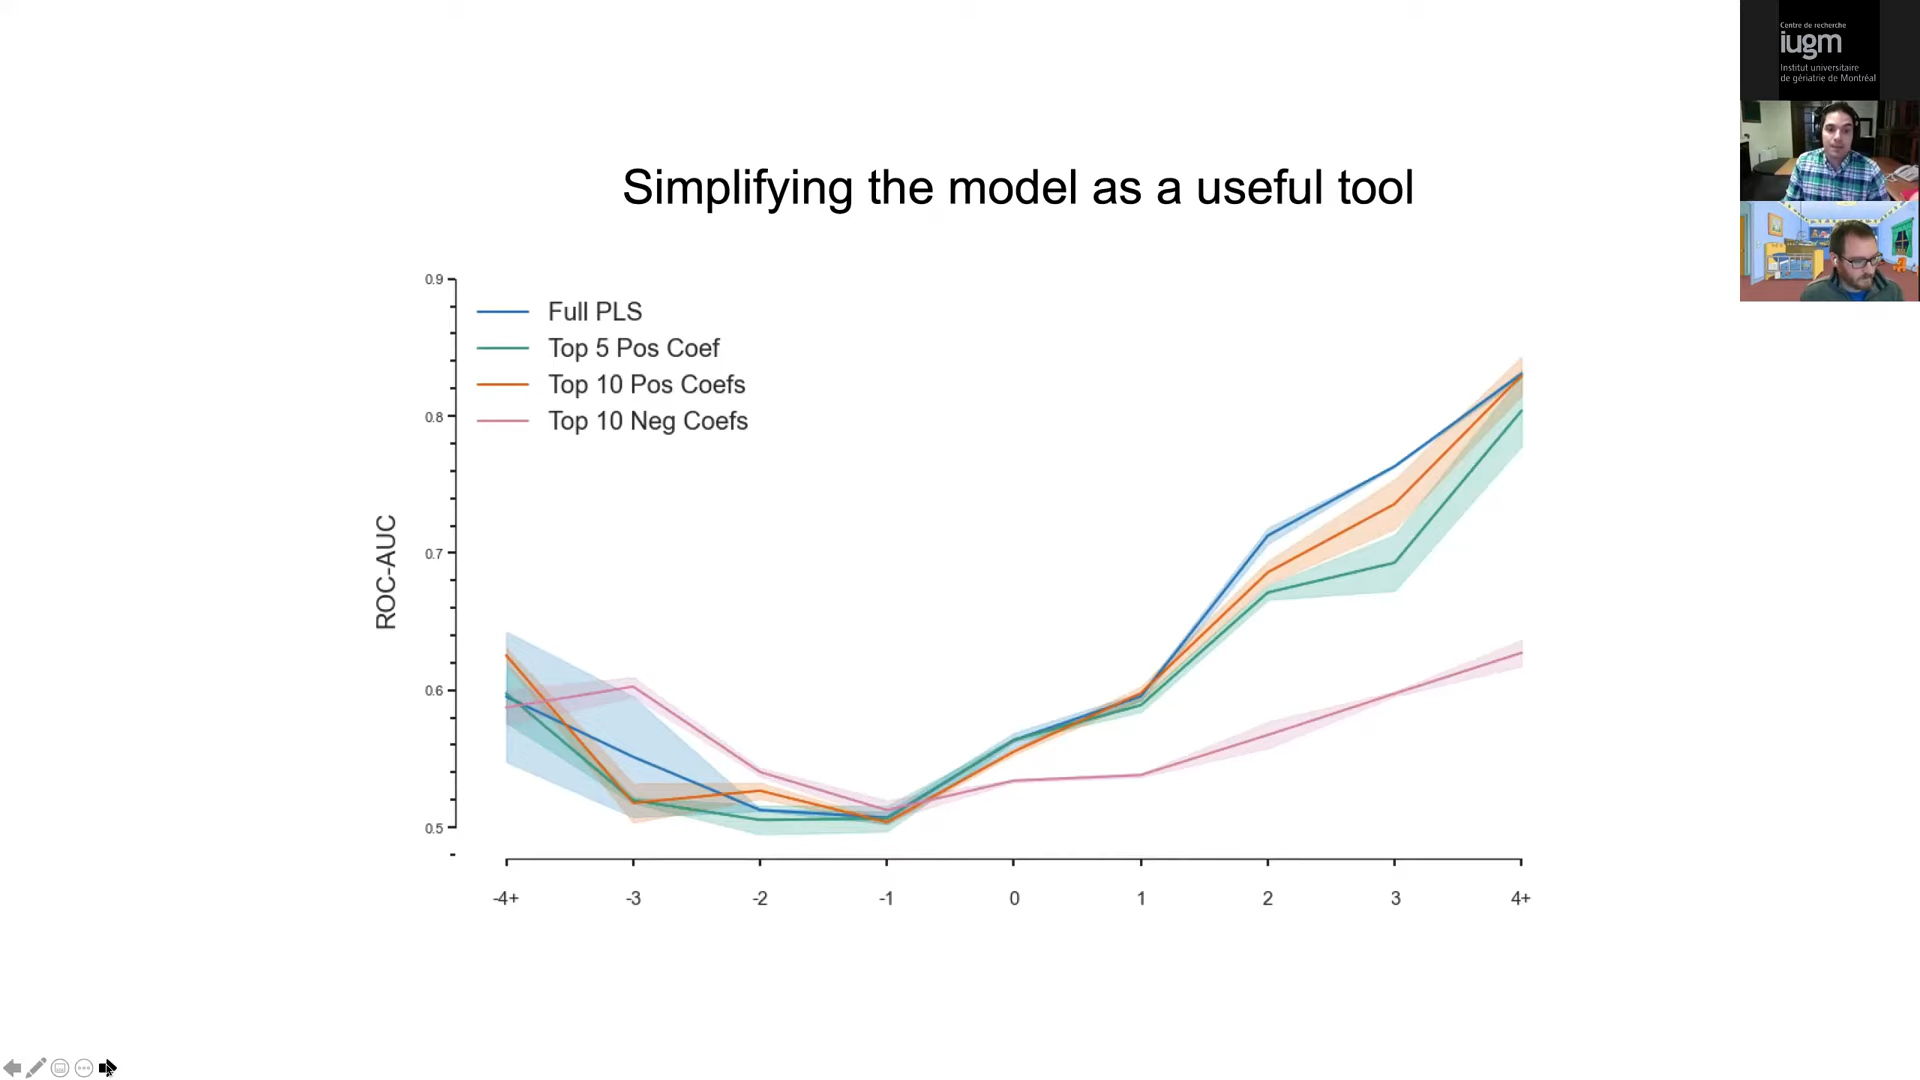 Centre de recherche
iugm
Institut universitaire
de gériatrie de Montréal
Simplifying the model as a useful tool
0.9
0.8
0.7
0.6
0.5
ROC-AUC
Full PLS
Top 5 Pos Coef
Top 10 Pos Coefs
Top 10 Neg Coefs
-4+ -3 -2 -1 0 1 2 3 4+